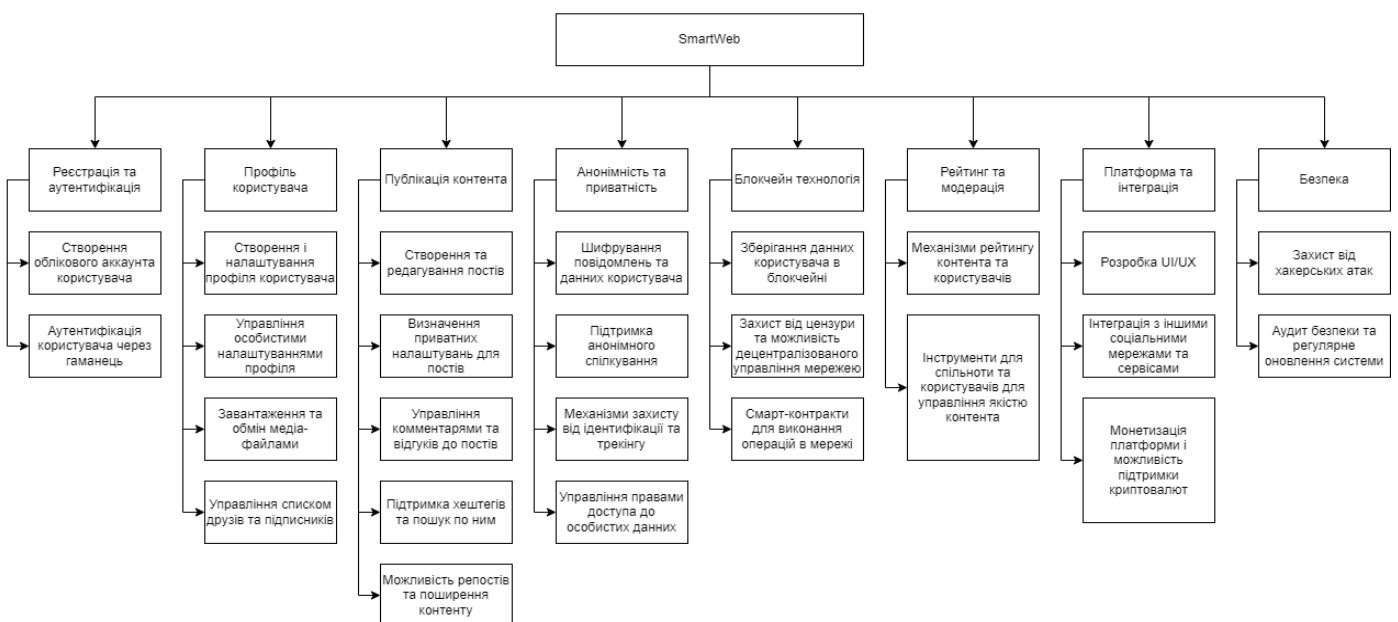 SmartWeb
Реєстрація та
аутентифікація
Створення
облікового аккаунта
користувача
Аутентифікація
користувача через
гаманець
Профіль
користувача
Створення і
налаштування
профіля користувача
Управління
особистими
налаштуваннями
профіля
Завантаження та
обмін медіа-
файлами
Управління списком
друзів та підписників
Публікація контента
Створення та
редагування постів
Визначення
приватних
налаштувань для
постів
Управління
комментарями та
відгуків до постів
Підтримка хештегів
та пошук по ним
Можливість репостів
та поширення
контенту
Анонімність та
приватність
Шифрування
повідомлень та
данних користувача
Підтримка
анонімного
спілкування
Механізми захисту
від ідентифікації та
трекінгу
Управління правами
доступа до
особистих данних
Блокчейн технологія
Зберігання данних
користувача в
блокчейні
Захист від цензури
та можливість
децентралізованого
управління мережею
Смарт-контракти
для виконання
операцій в мережі
Рейтинг та
модерація
Механізми рейтингу
контента та
користувачів
Інструменти для
спільноти та
користувачів для
управління якістю
контента
Платформа та
інтеграція
Розробка UI/UX
Інтеграція з іншими
соціальними
мережами та
сервісами
Монетизація
платформи і
можливість
підтримки
криптовалют
Безпека
Захист від
хакерських атак
Аудит безпеки та
регулярне
оновлення системи